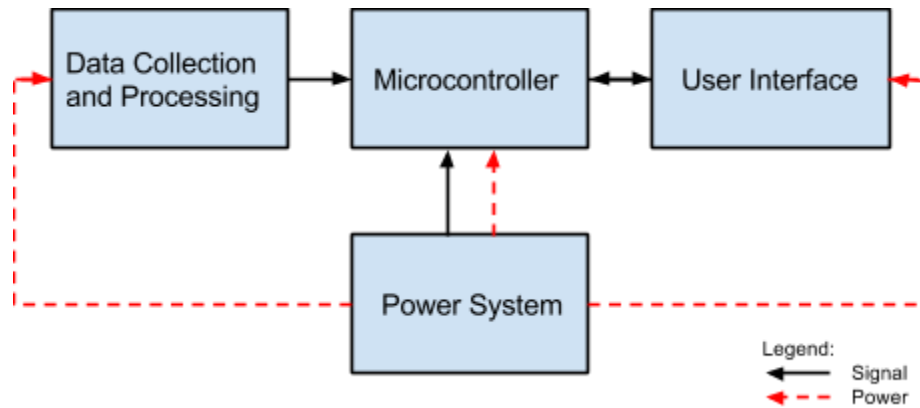 Data Collection
and Processing
Microcontroller
User Interface
Power System
Legend:
Signal
Power